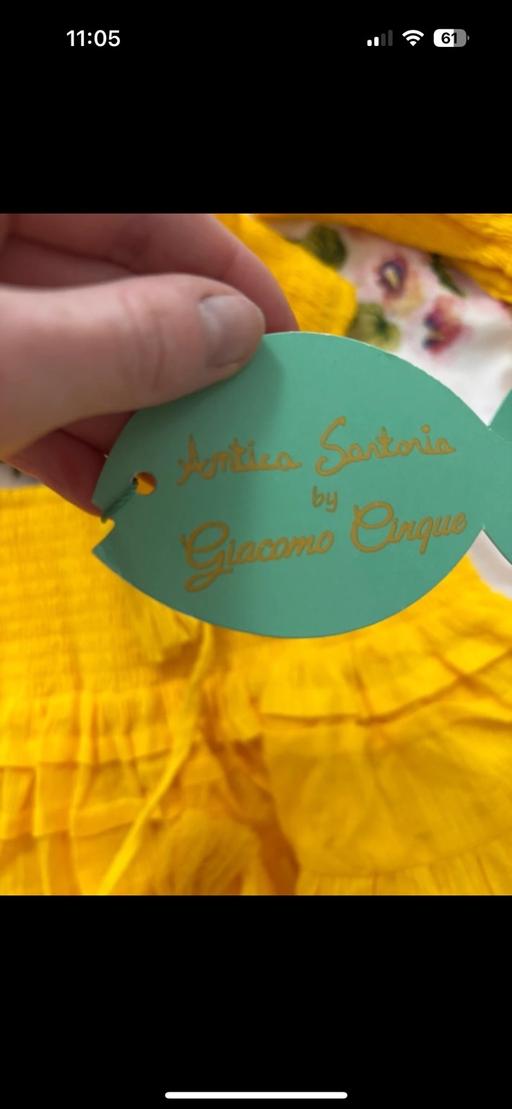 11:05
61
Antica Sartoria
by
Giacomo Cinque